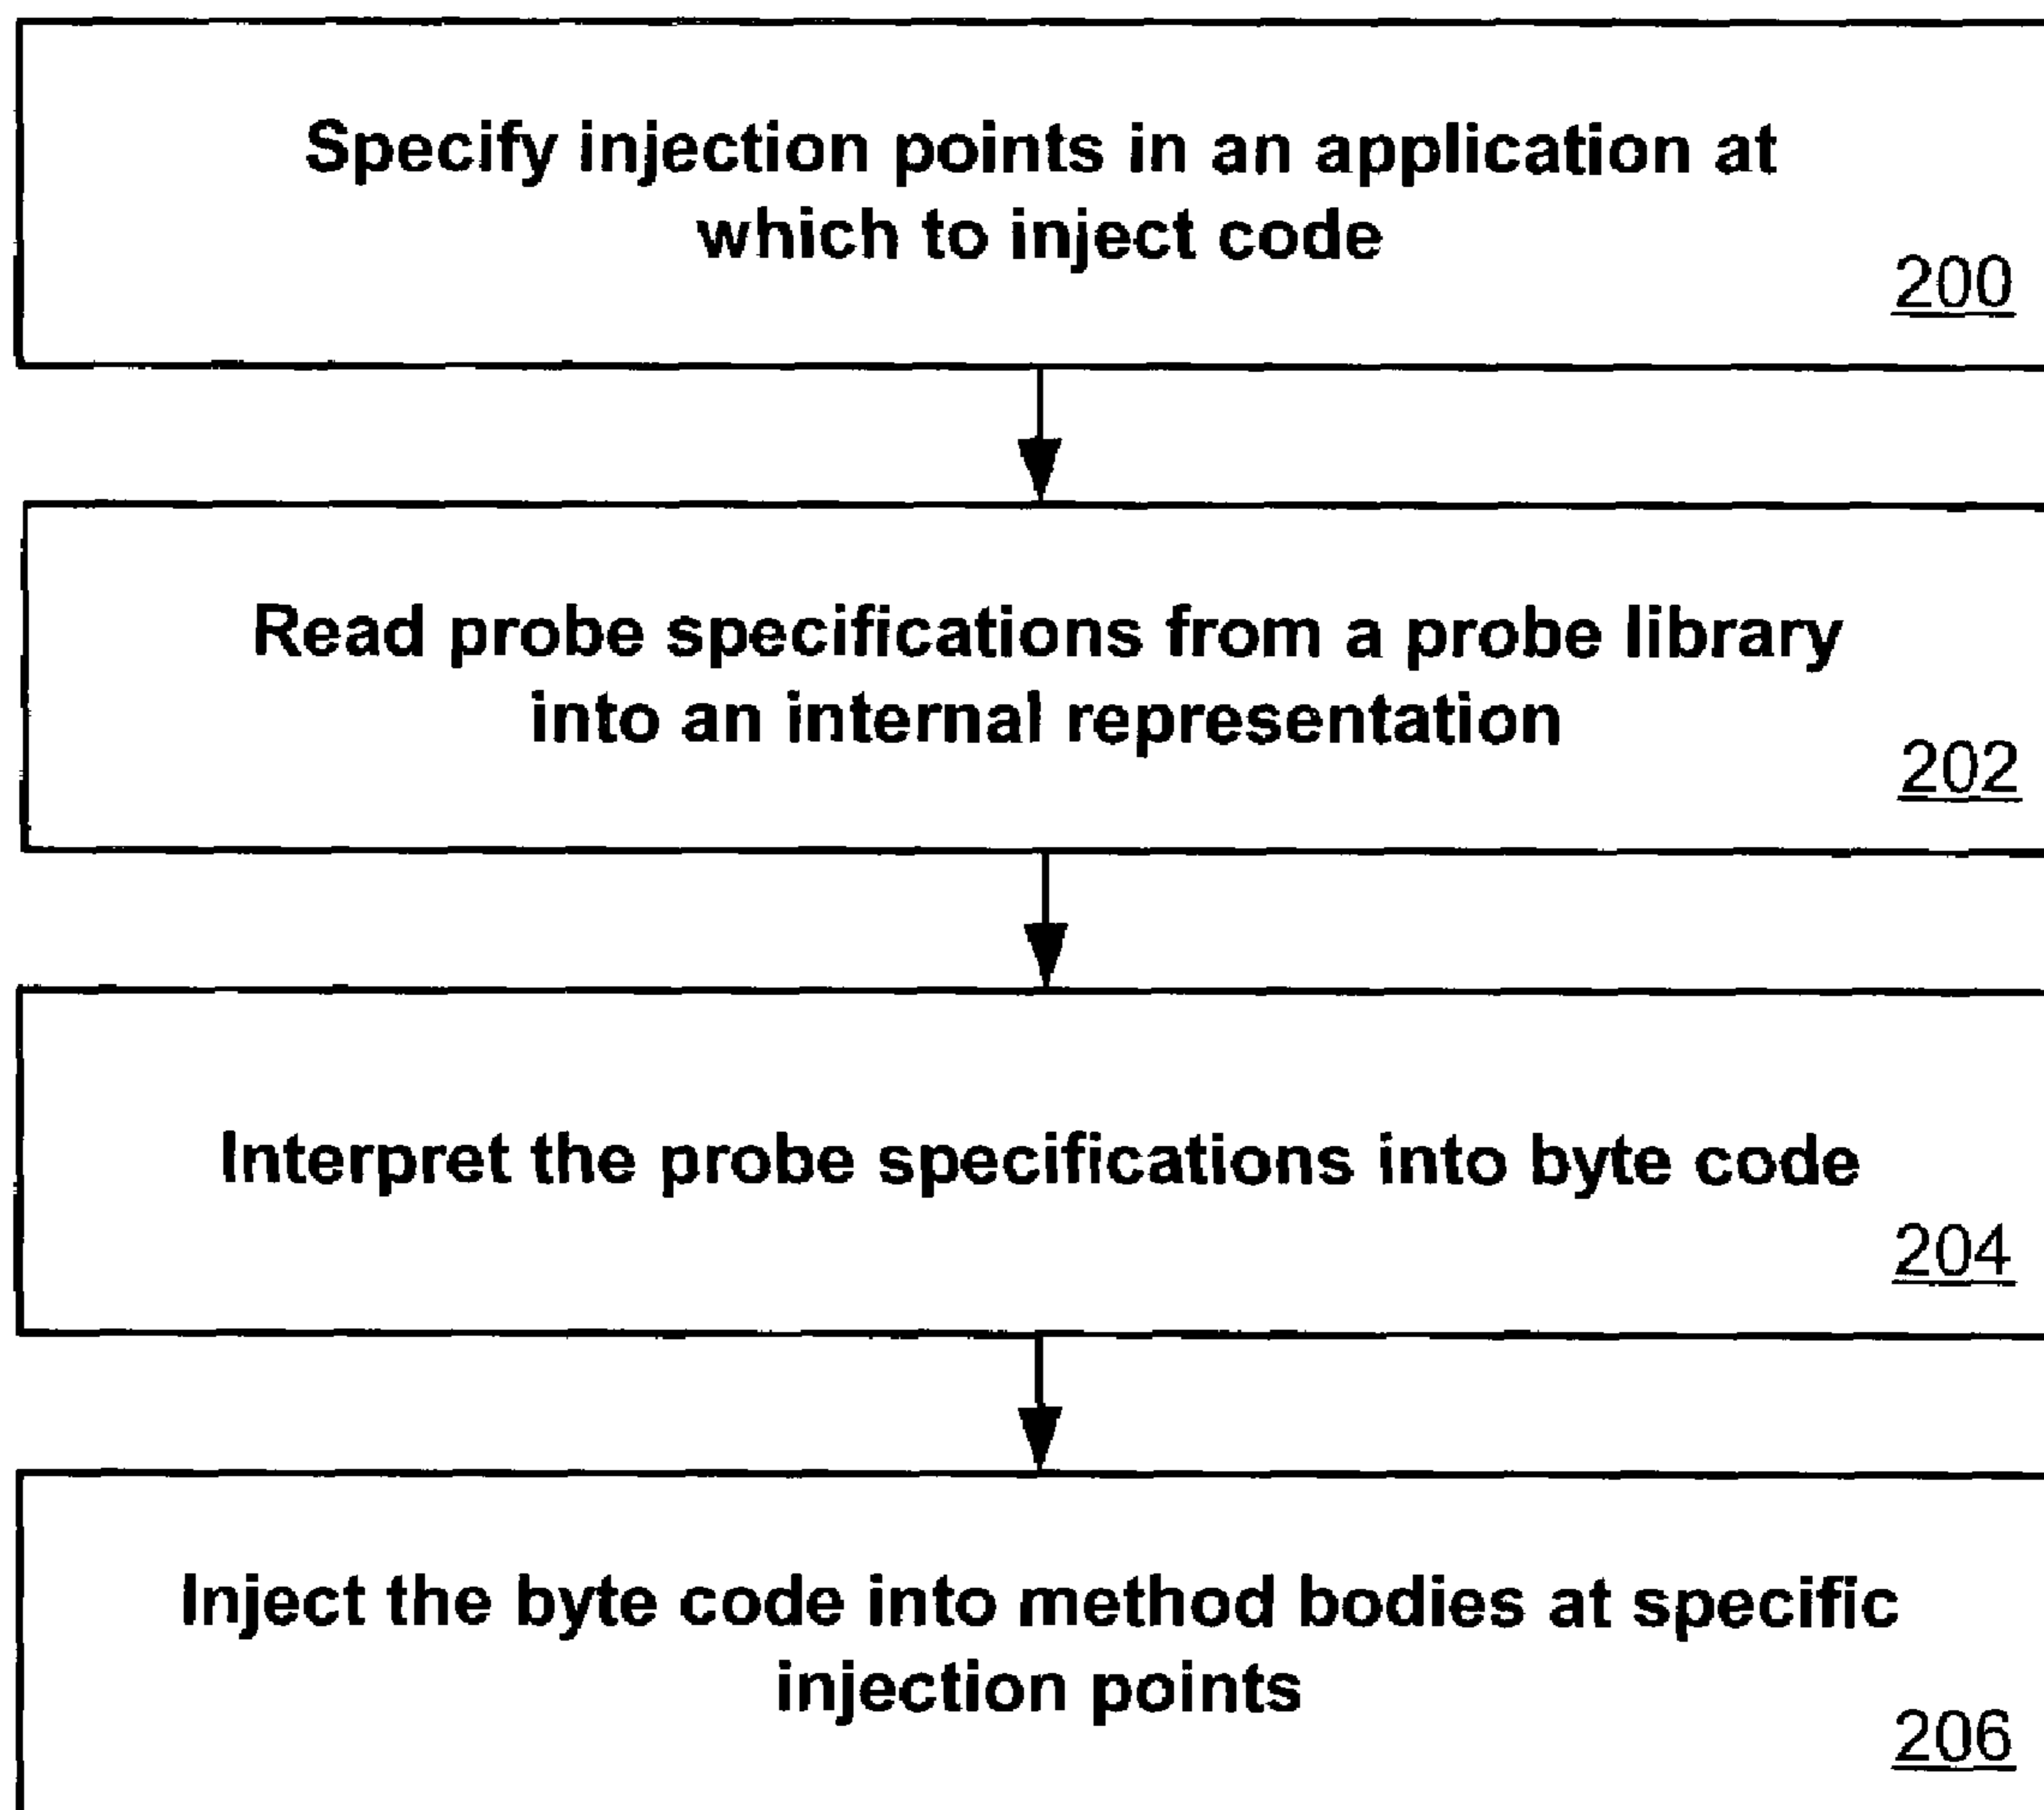 Specify injection points in an application at
which to inject code
200
Read probe specifications from a probe library
into an internal representation
202
Interpret the probe specifications into byte code
204
Inject the byte code into method bodies at specific
injection points
206